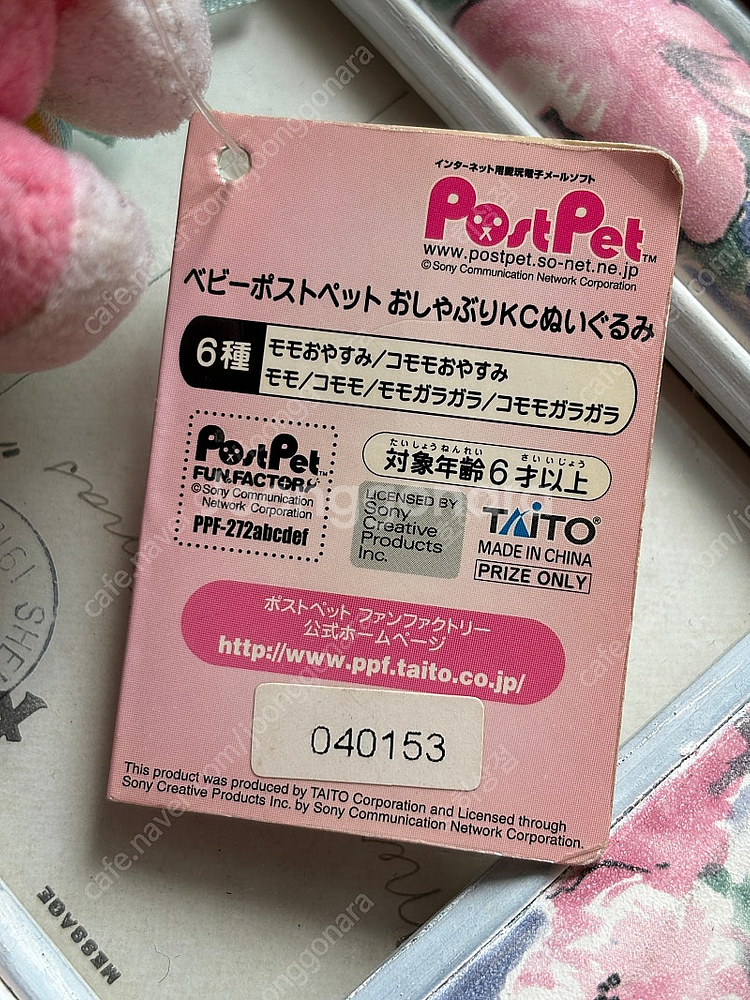 インターネット用愛玩電子メールソフト
PostPet™
www.postpet.so-net.ne.jp
©Sony Communication Network Corporation
ベビーポストペット おしゃぶりKCぬいぐるみ
6種
モモおやすみ/コモモおやすみ
モモ/コモモ/モモガラガラ/コモモガラガラ
PostPet™
FUN.FACTORY
©Sony Communication
Network Corporation
PPF-272abcdef
たいしょうねんれい さいいじょう
対象年齢6才以上
LICENSED BY
Sony
Creative
Products
Inc.
TAITO®
MADE IN CHINA
PRIZE ONLY
ポストペット ファンファクトリー
公式ホームページ
http://www.ppf.taito.co.jp/
040153
This product was produced by TAITO Corporation and Licensed through
Sony Creative Products Inc. by Sony Communication Network Corporation.
MESSAGE